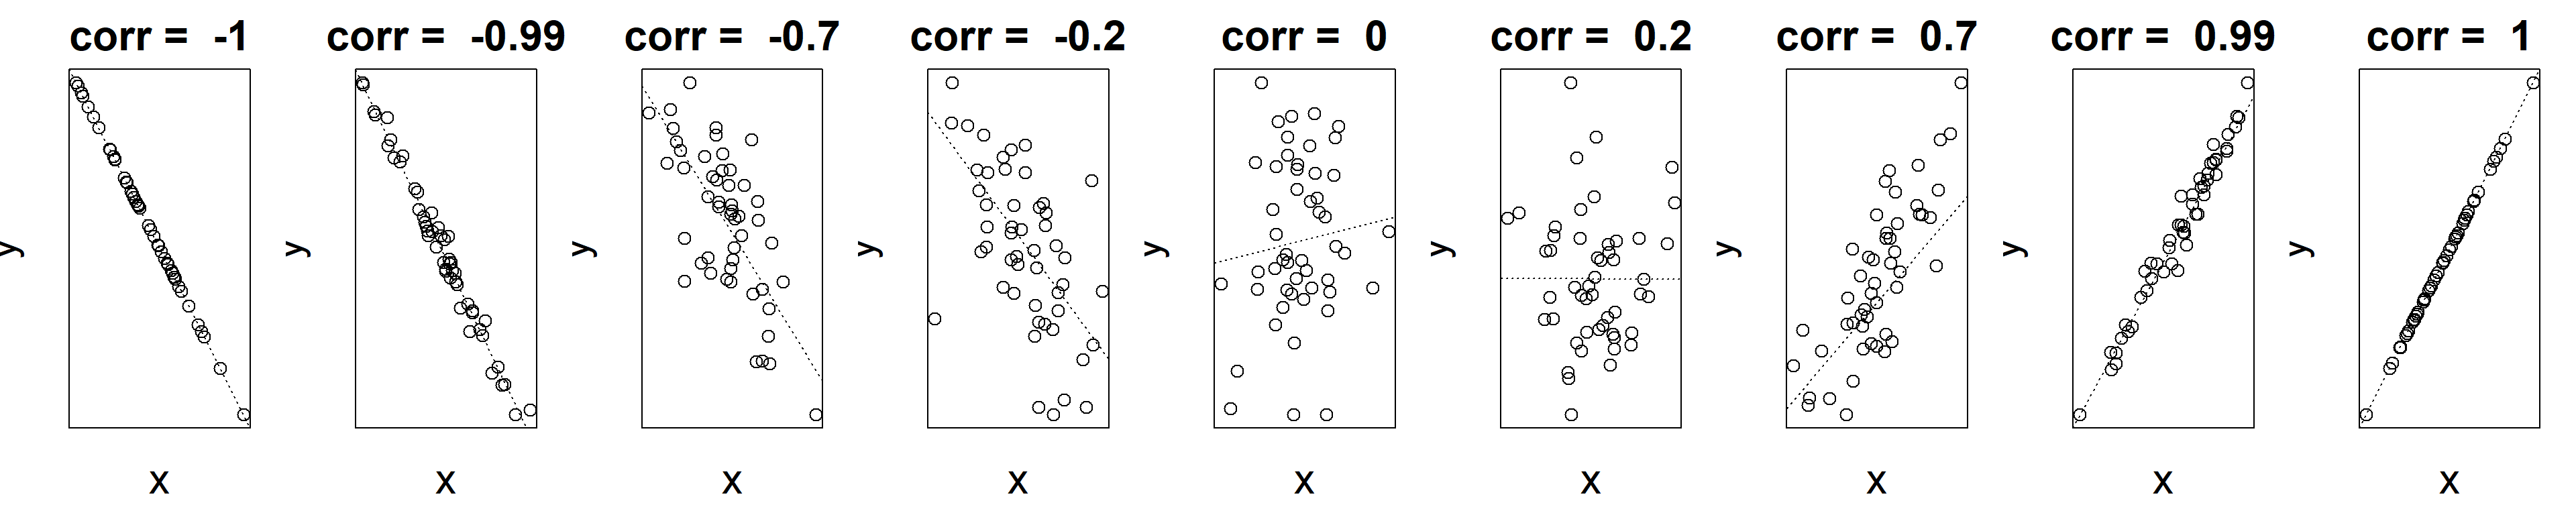 corr = -1 corr = -0.99 corr = -0.7 corr = -0.2 corr = 0 corr = 0.2 corr = 0.7 corr = 0.99 corr = 1
y y y y y y y y y
x x x x x x x x x